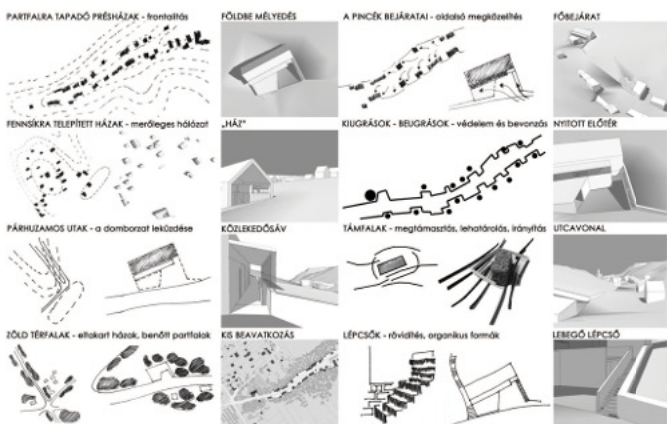 PARTFALRA TAPADÓ PRÉSHÁZAK - frontalitás
FÖLDBE MÉLYEDÉS
A PINCÉK BEJÁRATAI - oldalsó megközelítés
FŐBEJÁRAT
FENNSÍKRA TELEPÍTETT HÁZAK - merőleges hálózat
„HÁZ"
KIUGRÁSOK - BEUGRÁSOK - védelem és bevonzás
NYITOTT ELŐTÉR
PÁRHUZAMOS UTAK - a domborzat leküzdése
KÖZLEKEDŐSÁV
TÁMFALAK - megtámasztás, lehatárolás, irányítás
UTCAVONAL
ZÖLD TÉRFALAK - eltakart házak, benőtt partfalak
KIS BEAVATKOZÁS
LÉPCSŐK - rövidítés, organikus formák
LEBEGŐ LÉPCSŐ